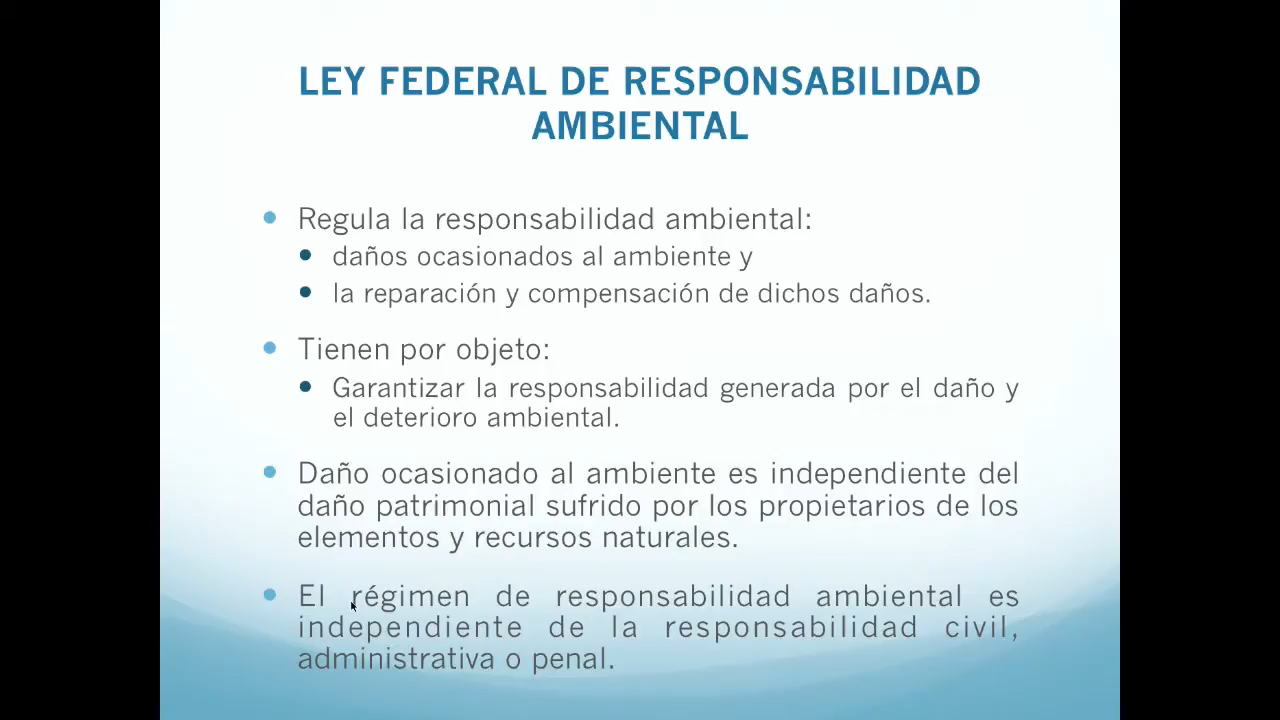 LEY FEDERAL DE RESPONSABILIDAD
AMBIENTAL
• Regula la responsabilidad ambiental:
• daños ocasionados al ambiente y
• la reparación y compensación de dichos daños.
• Tienen por objeto:
• Garantizar la responsabilidad generada por el daño y
el deterioro ambiental.
• Daño ocasionado al ambiente es independiente del
daño patrimonial sufrido por los propietarios de los
elementos y recursos naturales.
• El régimen de responsabilidad ambiental es
independiente de la responsabilidad civil,
administrativa o penal.